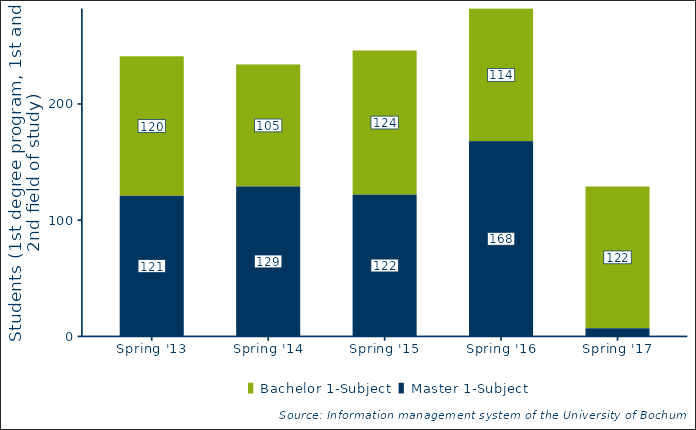 Students (1st degree program, 1st and
2nd field of study)
200
100
0
120
105
124
114
122
121
129
122
168
Spring '13
Spring '14
Spring '15
Spring '16
Spring '17
Bachelor 1-Subject
Master 1-Subject
Source: Information management system of the University of Bochum